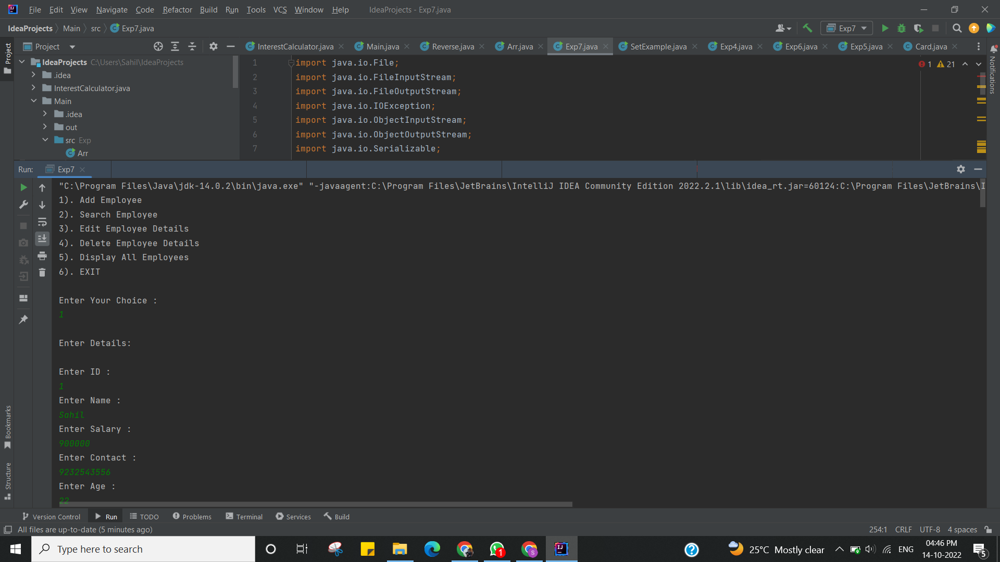 File Edit View Navigate Code Refactor Build Run Tools VCS Window Help IdeaProjects - Exp7.java
IdeaProjects Main src Exp7.java Exp7
Project InterestCalculator.java Main.java Reverse.java Arr.java Exp7.java SetExample.java Exp4.java Exp6.java Exp5.java Card.java
Project
Notifications
IdeaProjects C:\Users\Sahil\IdeaProjects
.idea
InterestCalculator.java
Main
.idea
out
src Exp
Arr
1 import java.io.File;
2 import java.io.FileInputStream;
3 import java.io.FileOutputStream;
4 import java.io.IOException;
5 import java.io.ObjectInputStream;
6 import java.io.ObjectOutputStream;
7 import java.io.Serializable;
1 21
Run: Exp7
"C:\Program Files\Java\jdk-14.0.2\bin\java.exe" "-javaagent:C:\Program Files\JetBrains\IntelliJ IDEA Community Edition 2022.2.1\lib\idea_rt.jar=60124:C:\Program Files\JetBrains\I
1). Add Employee
2). Search Employee
3). Edit Employee Details
4). Delete Employee Details
5). Display All Employees
6). EXIT
Enter Your Choice :
1
Enter Details:
Enter ID :
1
Enter Name :
Sahil
Enter Salary :
900000
Enter Contact :
9232543556
Enter Age :
22
Bookmarks
Structure
Version Control Run TODO Problems Terminal Services Build
All files are up-to-date (5 minutes ago) 254:1 CRLF UTF-8 4 spaces
Type here to search 1 S 25°C Mostly clear ENG 04:46 PM
14-10-2022 5